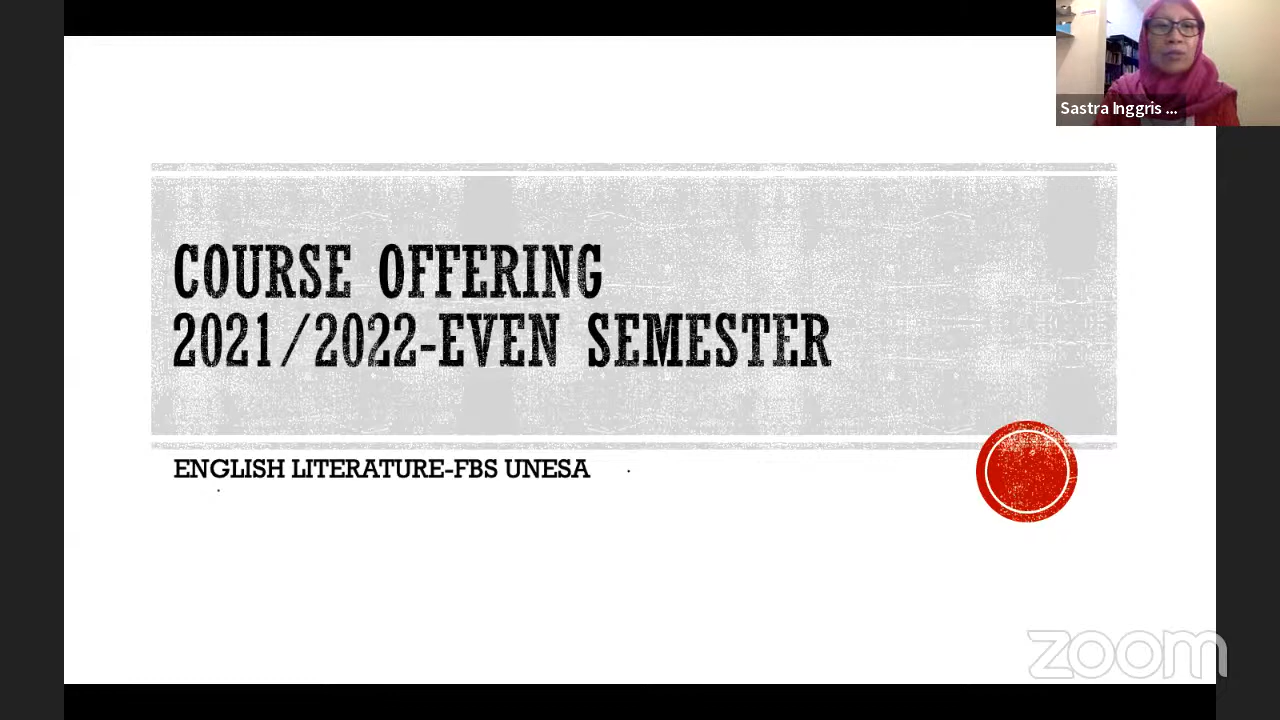 Sastra Inggris ...
COURSE OFFERING
2021/2022-EVEN SEMESTER
ENGLISH LITERATURE-FBS UNESA
zoom